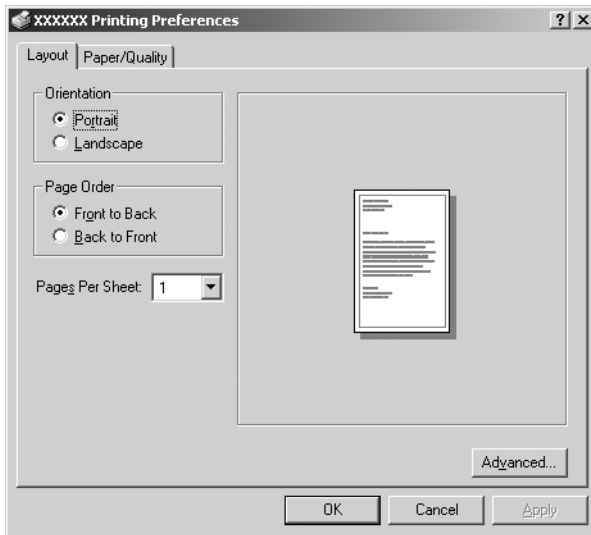 XXXXXX Printing Preferences
Layout
Paper/Quality
Orientation
Portrait
Landscape
Page Order
Front to Back
Back to Front
Pages Per Sheet: 1
Advanced...
OK
Cancel
Apply